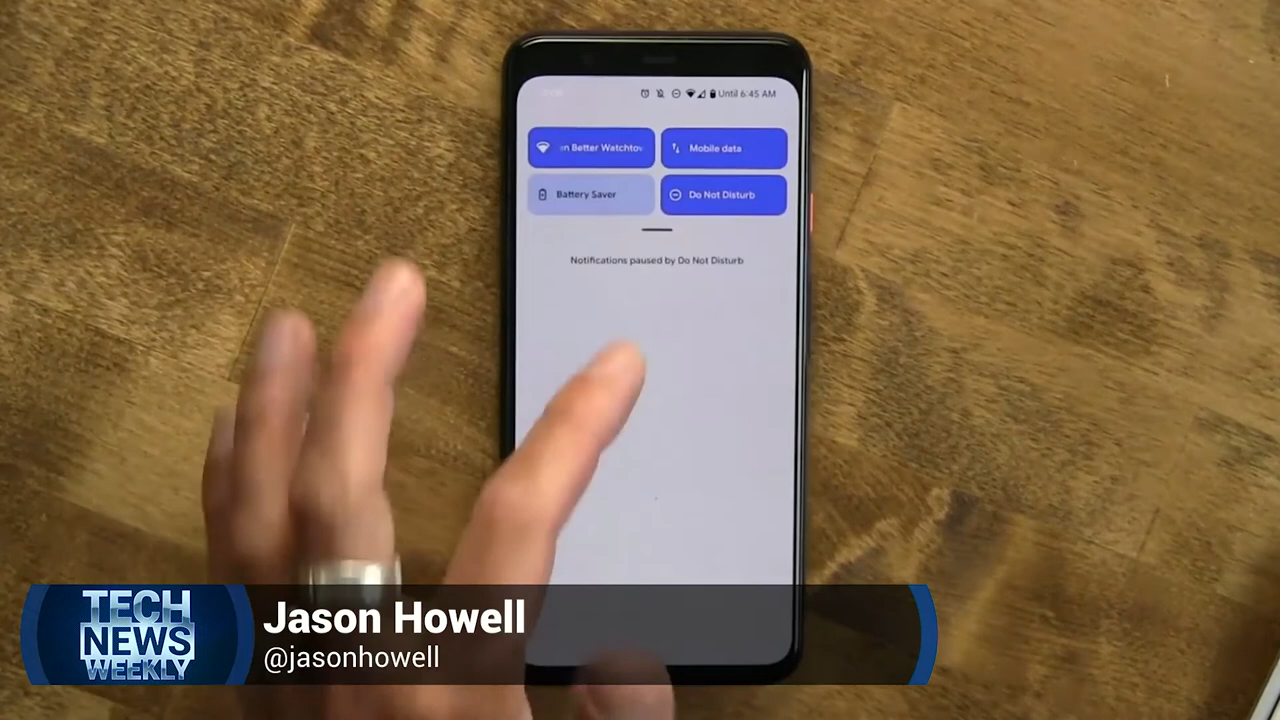 Until 6:45 AM
n Better Watchtow
Mobile data
Battery Saver
Do Not Disturb
Notifications paused by Do Not Disturb
TECH
NEWS
WEEKLY
Jason Howell
@jasonhowell